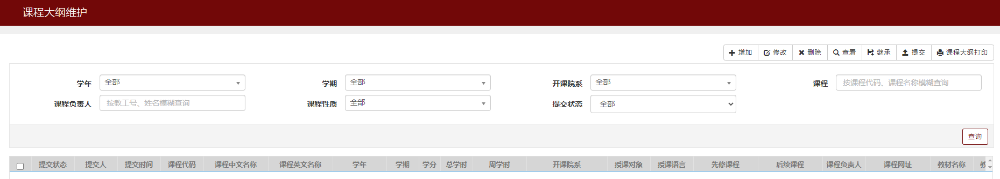 课程大纲维护
增加 修改 删除 查看 继承 提交 课程大纲打印
学年 全部 学期 全部 开课院系 全部 课程 按课程代码、课程名称模糊查询
课程负责人 按教工号、姓名模糊查询 课程性质 全部 提交状态 全部
查询
提交状态 提交人 提交时间 课程代码 课程中文名称 课程英文名称 学年 学期 学分 总学时 周学时 开课院系 授课对象 授课语言 先修课程 后续课程 课程负责人 课程网址 教材名称